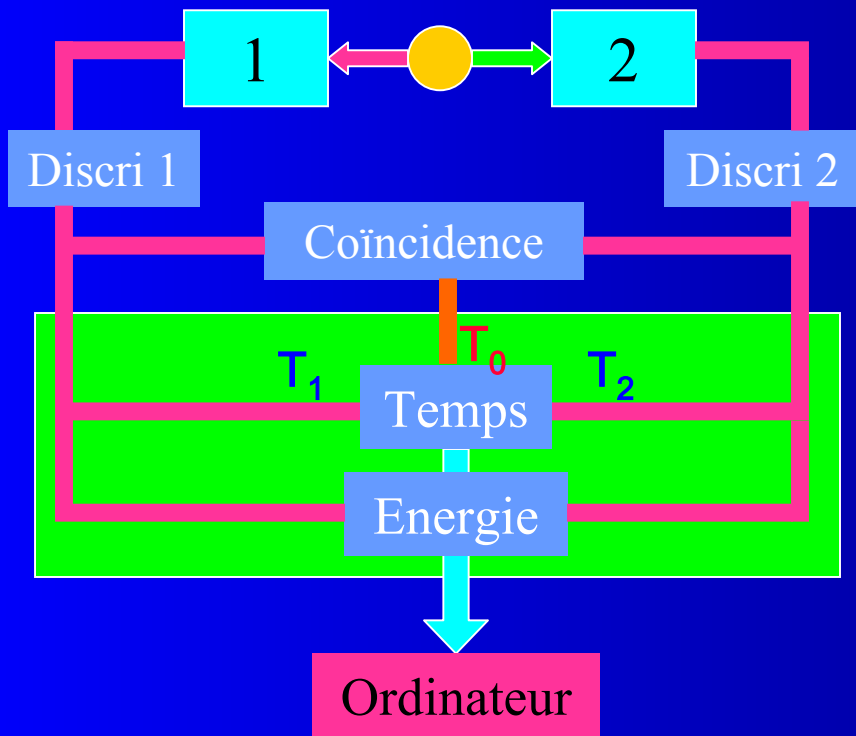 1
2
Discri 1
Discri 2
Coïncidence
T₀
T₁
T₂
Temps
Energie
Ordinateur